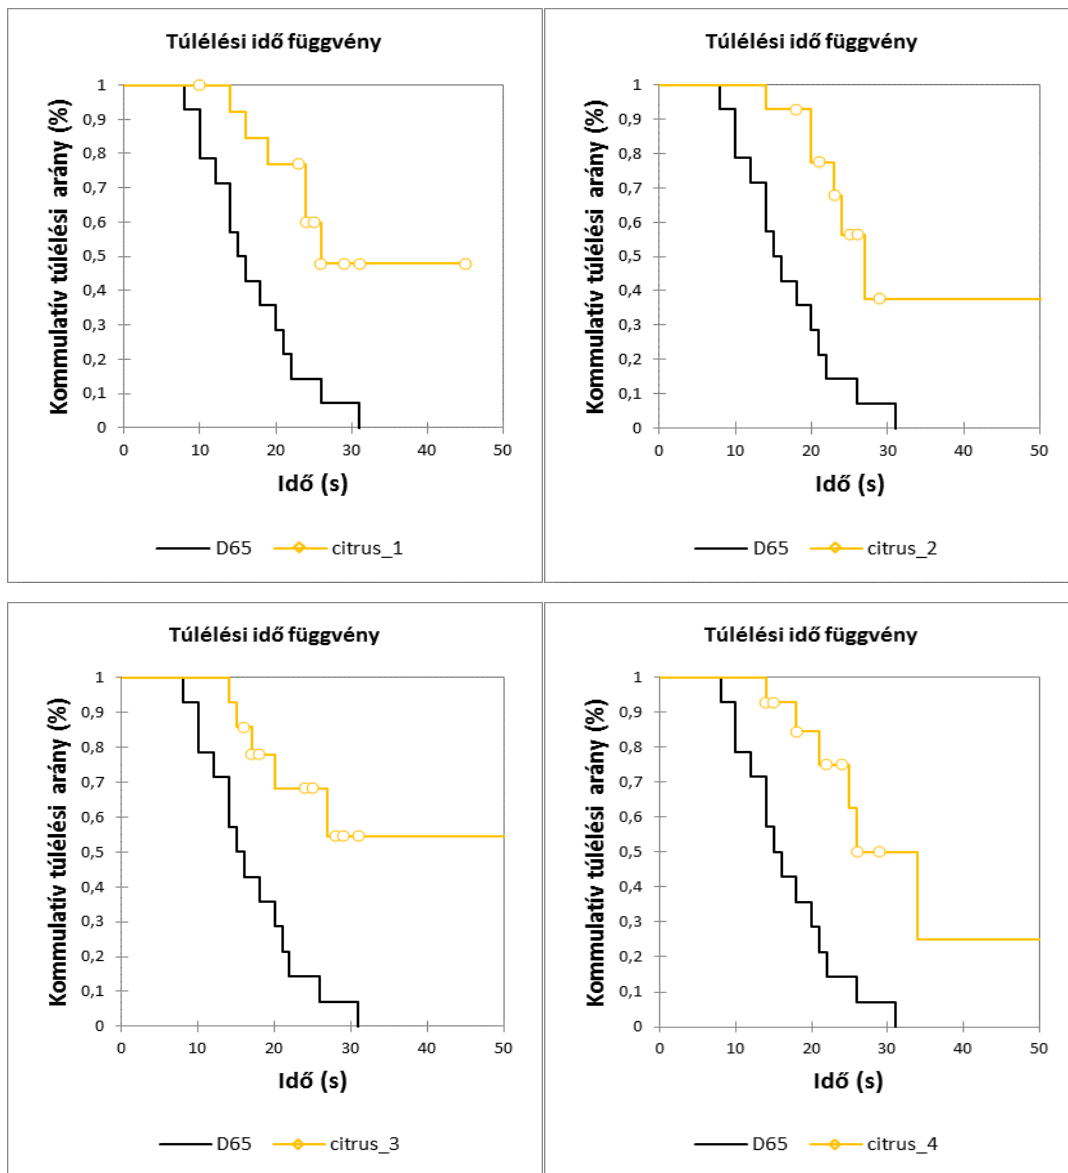 Túlélési idő függvény
Kommulatív túlélési arány (%)
1
0,9
0,8
0,7
0,6
0,5
0,4
0,3
0,2
0,1
0
0 10 20 30 40 50
Idő (s)
D65 citrus_1
Túlélési idő függvény
Kommulatív túlélési arány (%)
1
0,9
0,8
0,7
0,6
0,5
0,4
0,3
0,2
0,1
0
0 10 20 30 40 50
Idő (s)
D65 citrus_2
Túlélési idő függvény
Kommulatív túlélési arány (%)
1
0,9
0,8
0,7
0,6
0,5
0,4
0,3
0,2
0,1
0
0 10 20 30 40 50
Idő (s)
D65 citrus_3
Túlélési idő függvény
Kommulatív túlélési arány (%)
1
0,9
0,8
0,7
0,6
0,5
0,4
0,3
0,2
0,1
0
0 10 20 30 40 50
Idő (s)
D65 citrus_4